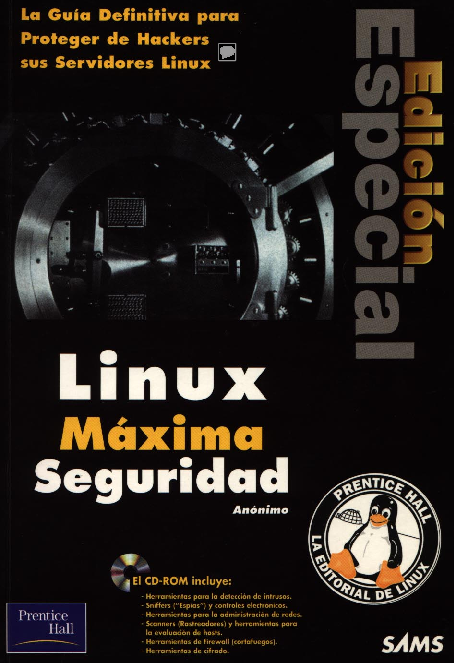 La Guía Definitiva para
Proteger de Hackers
sus Servidores Linux
Edición
Especial
Linux
Máxima
Seguridad
Anónimo
PRENTICE HALL
LA EDITORIAL DE LINUX
El CD-ROM incluye:
- Herramientas para la detección de intrusos.
- Sniffers ("Espías") y controles electronicos.
Herramientas para la administración de redes.
- Scanners (Rastreadores) y herramientas para
la evaluación de hosts.
- Herramientas de firewall (cortafuegos).
Herramientas de cifrado.
Prentice
Hall
SAMS